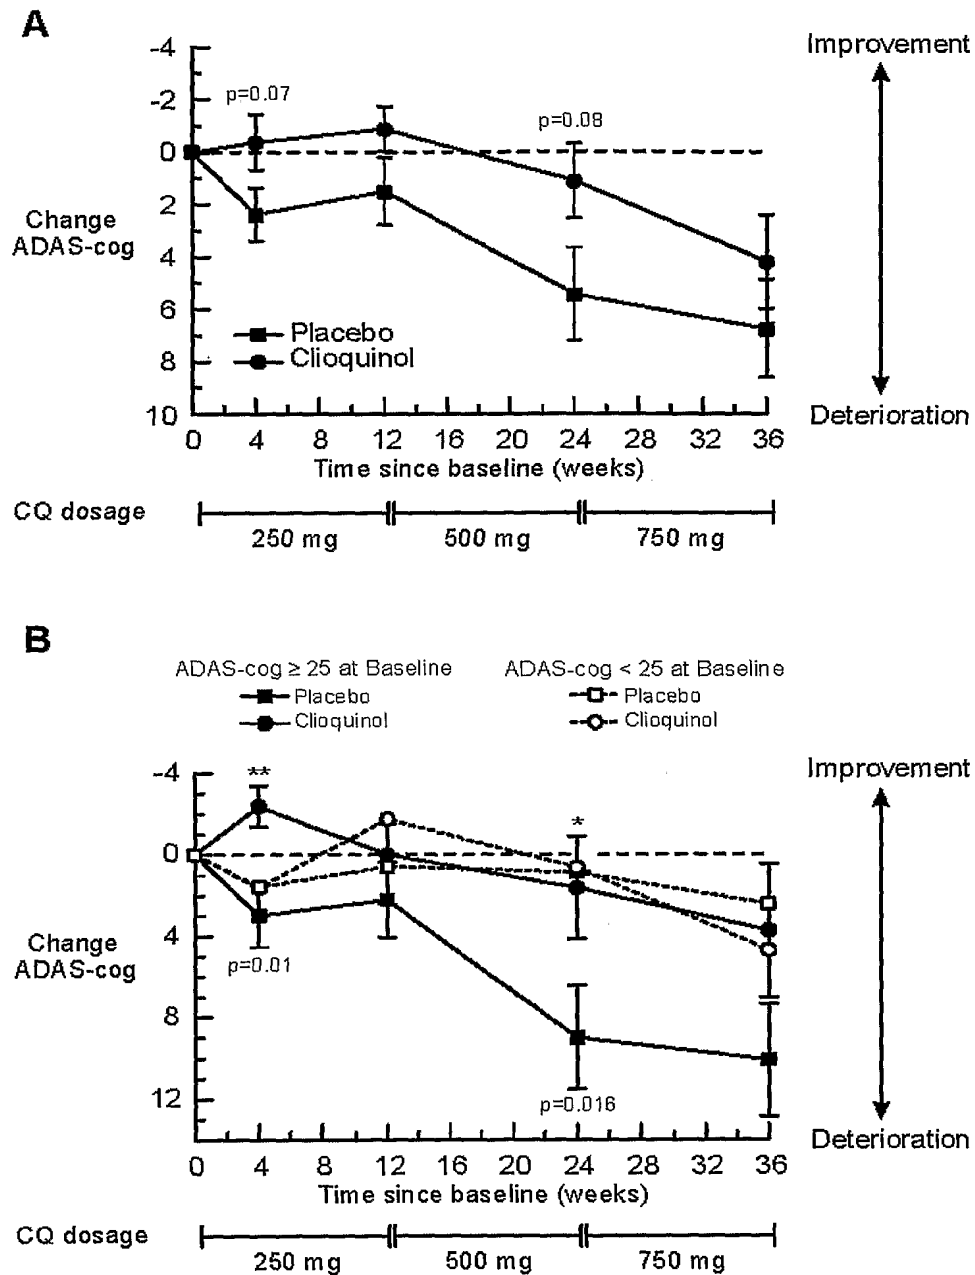 A
Improvement
-4
-2
0
2
4
6
8
10
p=0.07
p=0.08
Change
ADAS-cog
Placebo
Clioquinol
Deterioration
0 4 8 12 16 20 24 28 32 36
Time since baseline (weeks)
CQ dosage
250 mg 500 mg 750 mg
B
ADAS-cog ≥ 25 at Baseline ADAS-cog < 25 at Baseline
Placebo Placebo
Clioquinol Clioquinol
Improvement
-4
0
4
8
12
**
*
Change
ADAS-cog
p=0.01
p=0.016
Deterioration
0 4 8 12 16 20 24 28 32 36
Time since baseline (weeks)
CQ dosage
250 mg 500 mg 750 mg